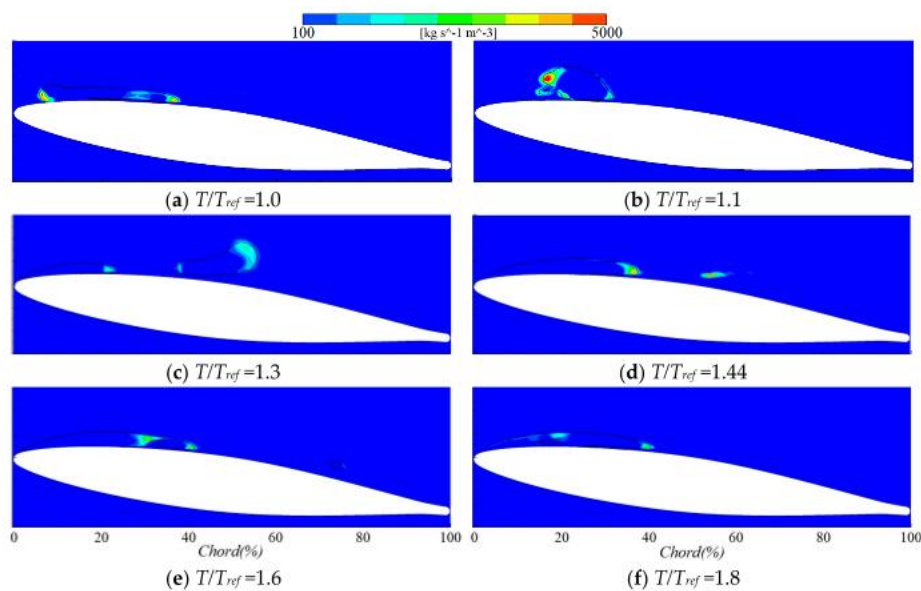 100 [kg s^-1 m^-3] 5000
(a) T/Tref =1.0 (b) T/Tref =1.1
(c) T/Tref =1.3 (d) T/Tref =1.44
0 20 40 60 80 100 0 20 40 60 80 100
Chord(%) Chord(%)
(e) T/Tref =1.6 (f) T/Tref =1.8